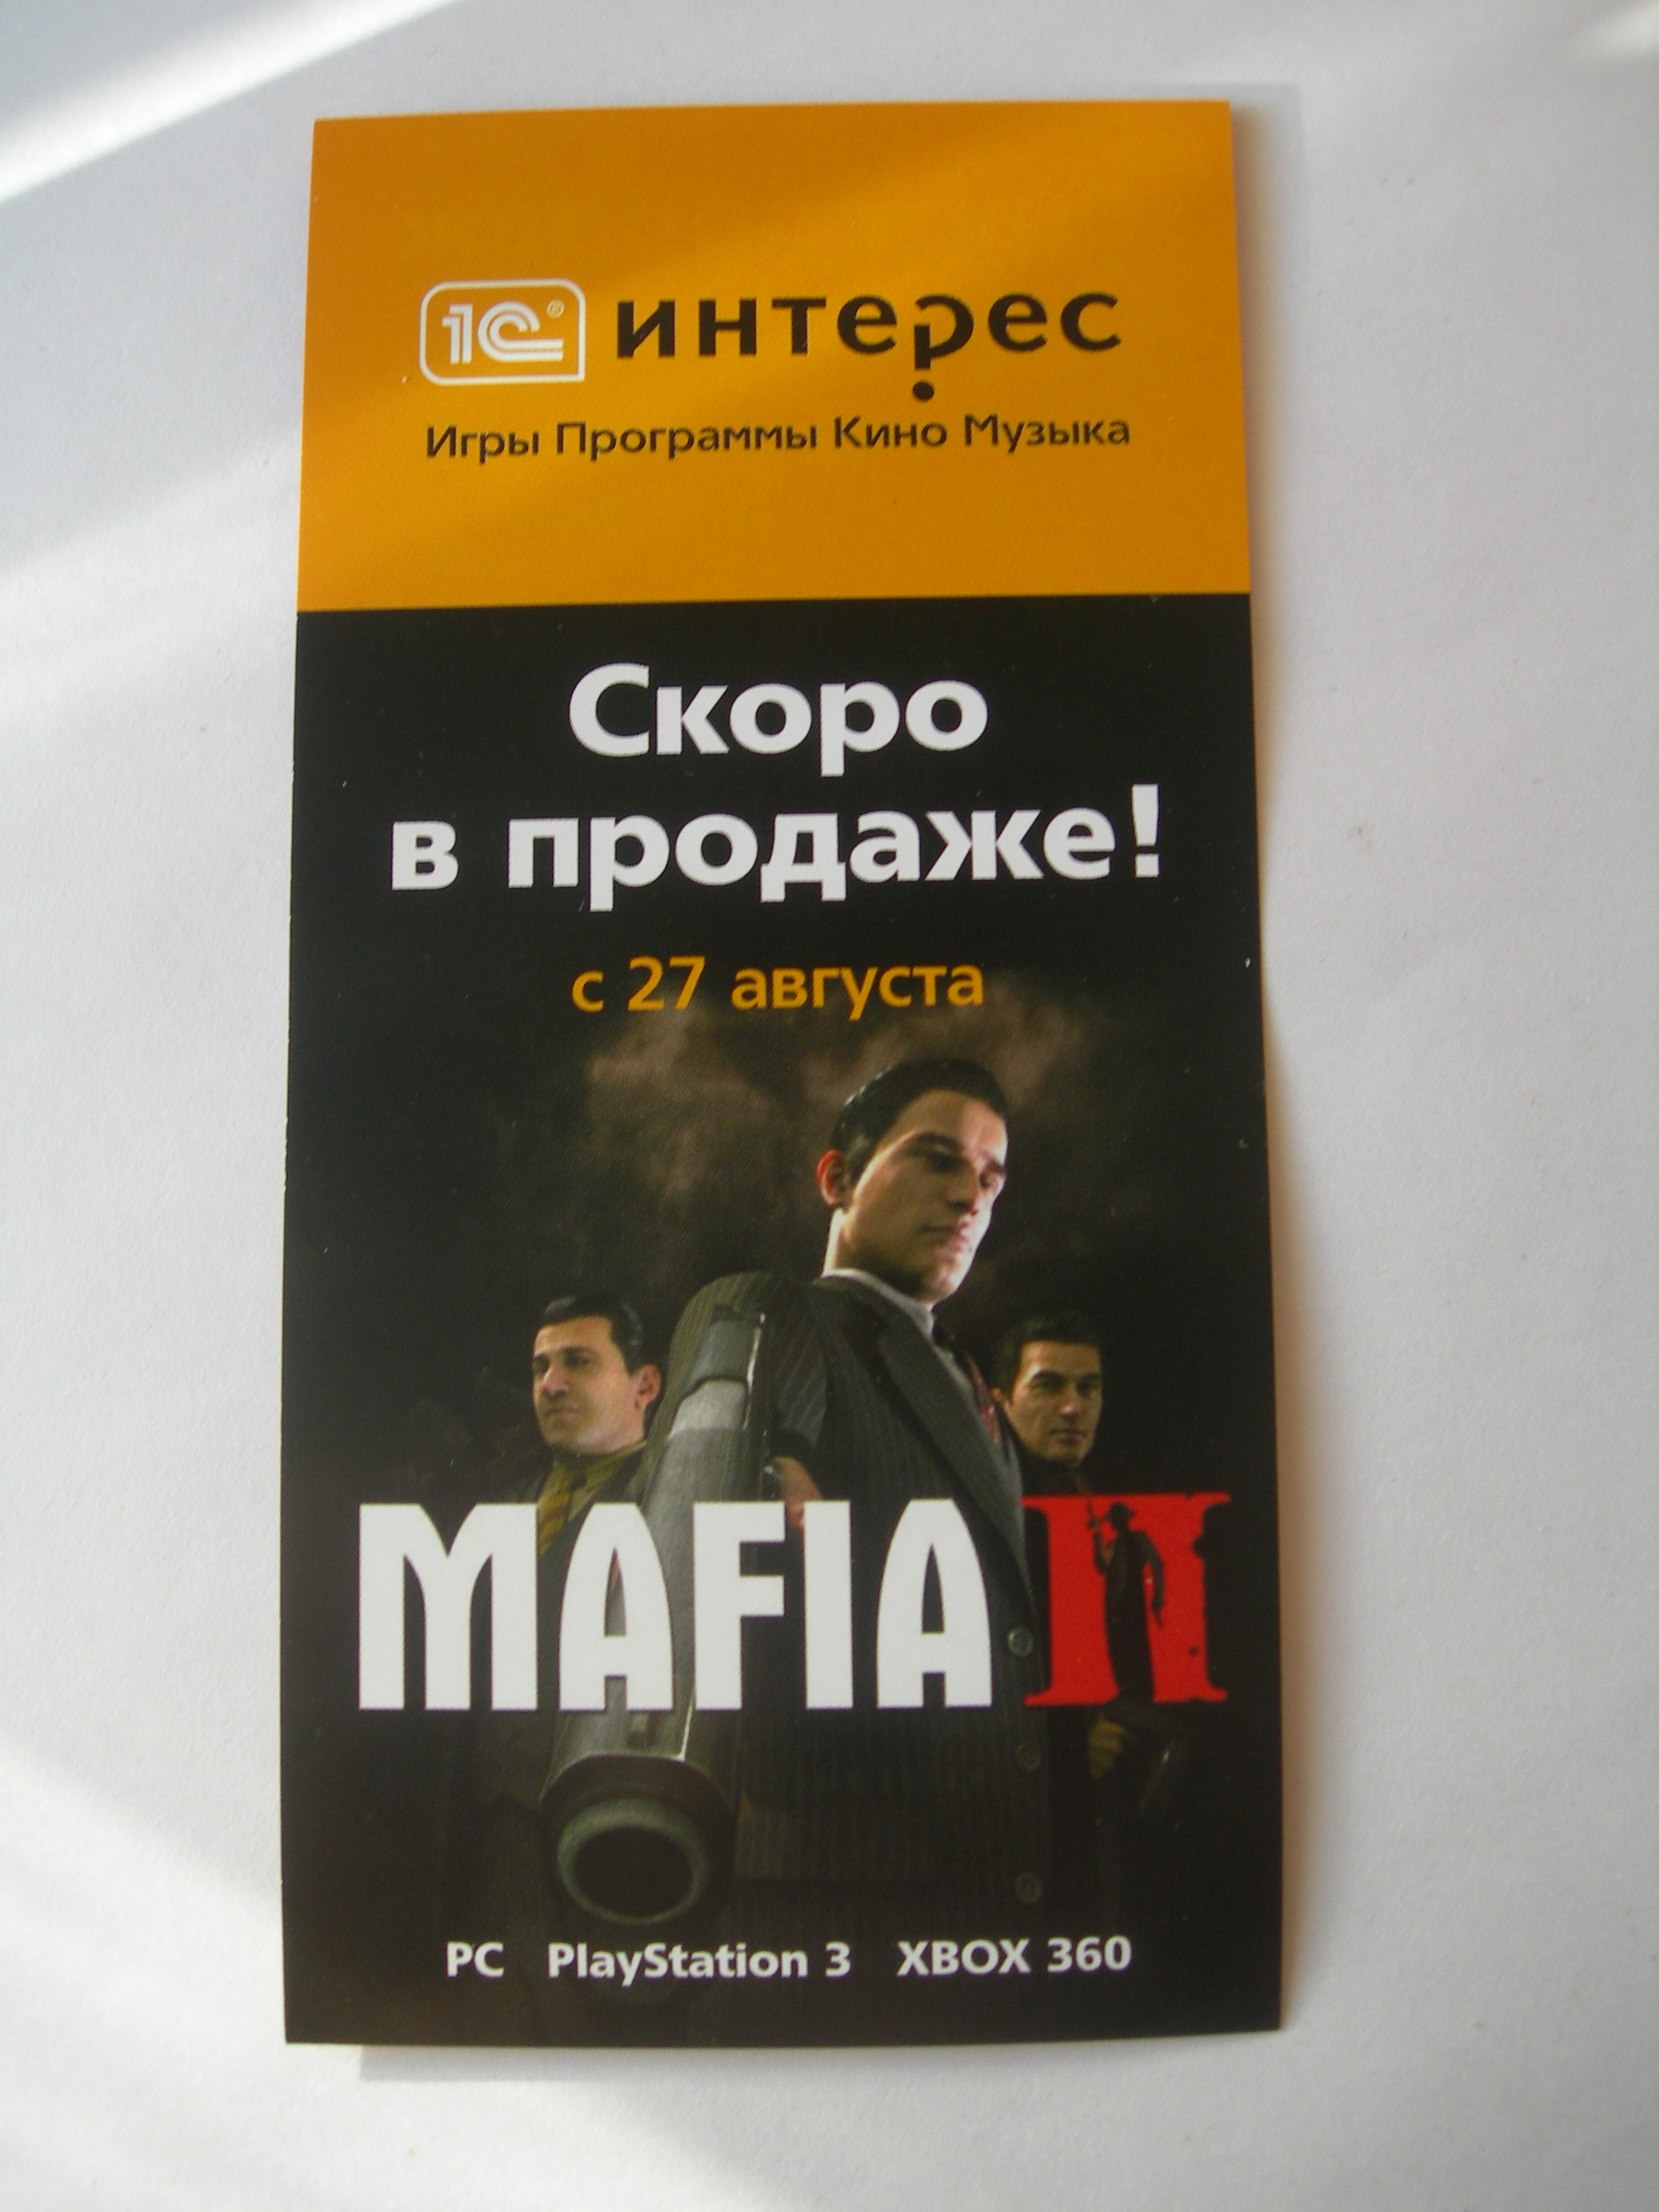 1С® интерес
Игры Программы Кино Музыка
Скоро
в продаже!
с 27 августа
MAFIA II
PC PlayStation 3 XBOX 360